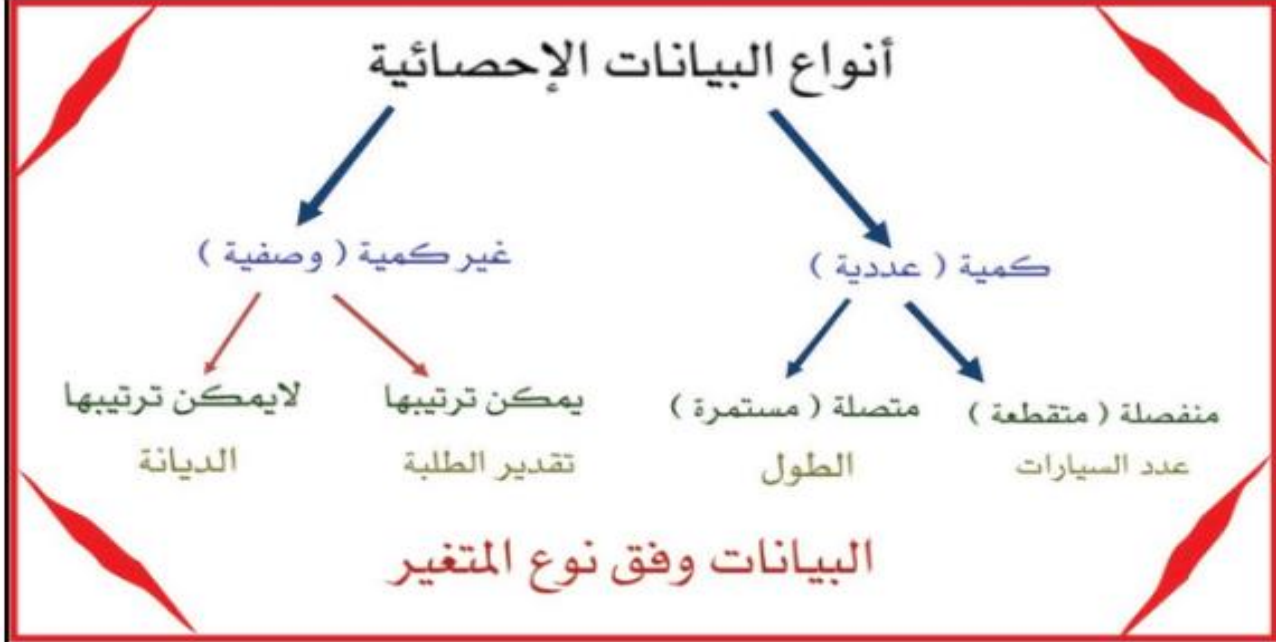 أنواع البيانات الإحصائية
كمية ( عددية )
غير كمية ( وصفية )
منفصلة ( متقطعة )
متصلة ( مستمرة )
يمكن ترتيبها
لايمكن ترتيبها
عدد السيارات
الطول
تقدير الطلبة
الديانة
البيانات وفق نوع المتغير